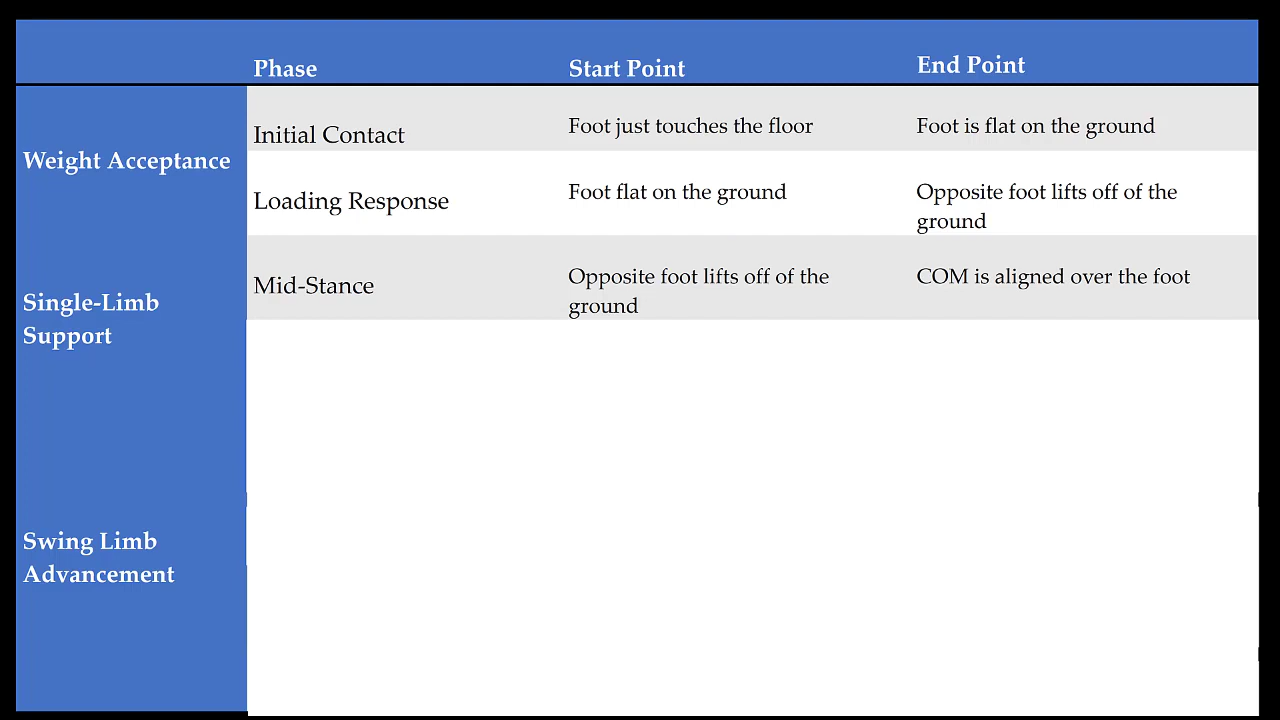 Phase Start Point End Point
Weight Acceptance
Initial Contact Foot just touches the floor Foot is flat on the ground
Loading Response Foot flat on the ground Opposite foot lifts off of the
ground
Single-Limb
Support
Mid-Stance Opposite foot lifts off of the COM is aligned over the foot
ground
Swing Limb
Advancement